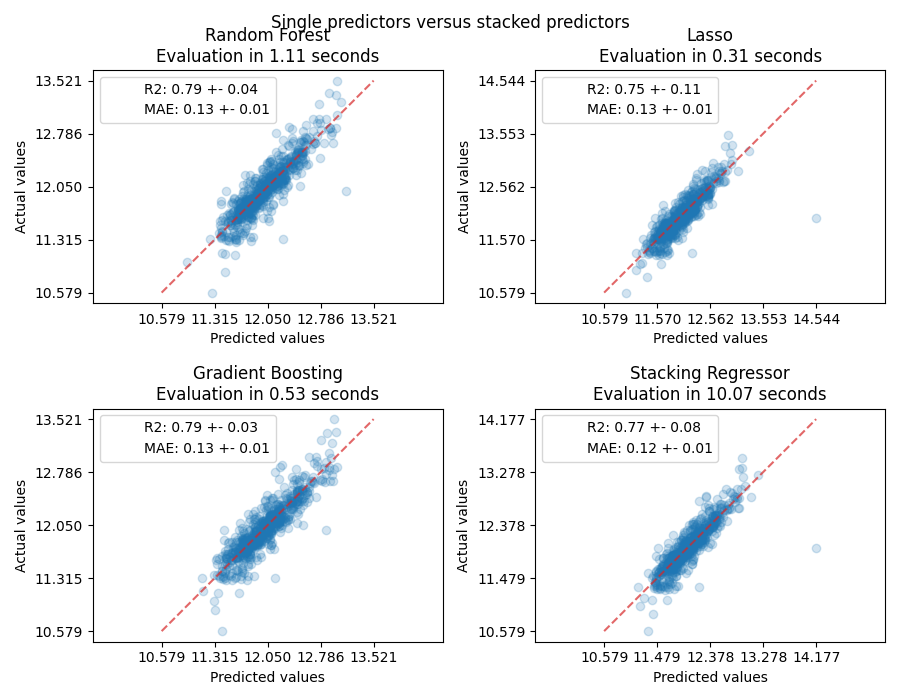 Single predictors versus stacked predictors
Random Forest
Evaluation in 1.11 seconds
R2: 0.79 +- 0.04
MAE: 0.13 +- 0.01
Actual values
13.521
12.786
12.050
11.315
10.579
10.579 11.315 12.050 12.786 13.521
Predicted values
Lasso
Evaluation in 0.31 seconds
R2: 0.75 +- 0.11
MAE: 0.13 +- 0.01
Actual values
14.544
13.553
12.562
11.570
10.579
10.579 11.570 12.562 13.553 14.544
Predicted values
Gradient Boosting
Evaluation in 0.53 seconds
R2: 0.79 +- 0.03
MAE: 0.13 +- 0.01
Actual values
13.521
12.786
12.050
11.315
10.579
10.579 11.315 12.050 12.786 13.521
Predicted values
Stacking Regressor
Evaluation in 10.07 seconds
R2: 0.77 +- 0.08
MAE: 0.12 +- 0.01
Actual values
14.177
13.278
12.378
11.479
10.579
10.579 11.479 12.378 13.278 14.177
Predicted values